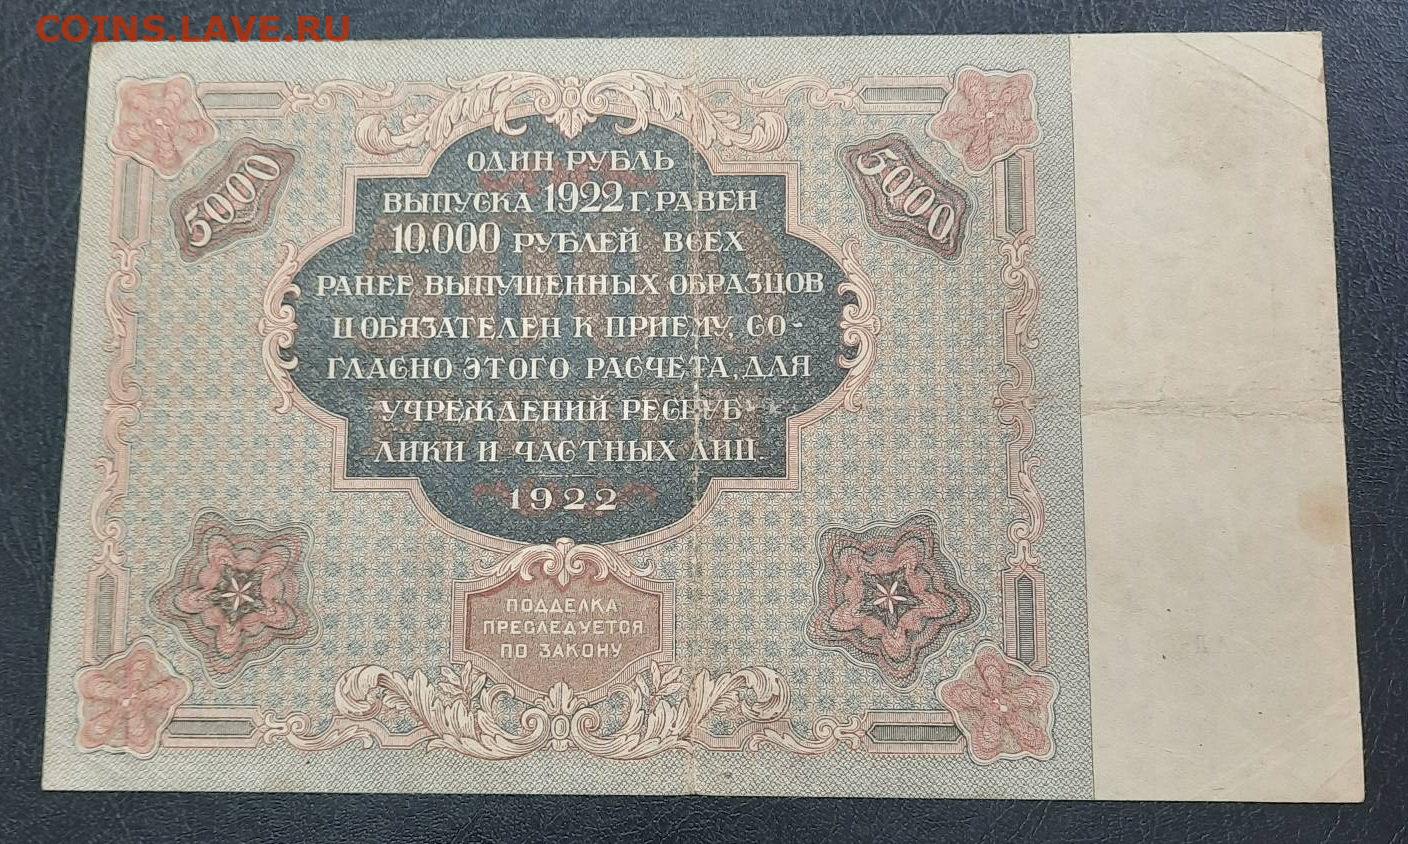 COINS.LAVE.RU
5000
5000
ОДИН РУБЛЬ
ВЫПУСКА 1922 Г. РАВЕН
10.000 РУБЛЕЙ ВСЕХ
РАНЕЕ ВЫПУЩЕННЫХ ОБРАЗЦОВ
И ОБЯЗАТЕЛЕН К ПРИЕМУ, СО-
ГЛАСНО ЭТОГО РАСЧЕТА, ДЛЯ
УЧРЕЖДЕНИЙ РЕСПУБ-
ЛИКИ И ЧАСТНЫХ ЛИЦ.
1922
ПОДДЕЛКА
ПРЕСЛЕДУЕТСЯ
ПО ЗАКОНУ